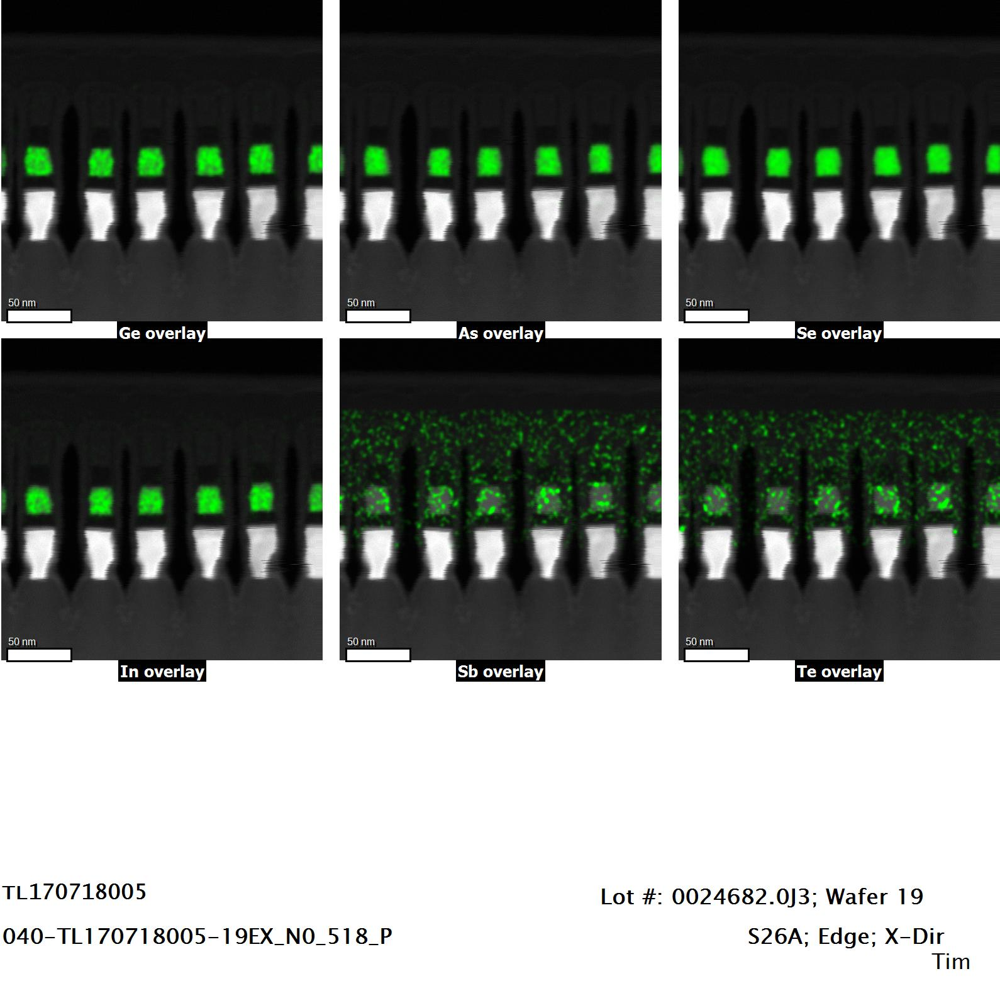 50 nm 50 nm 50 nm
Ge overlay As overlay Se overlay
50 nm 50 nm 50 nm
In overlay Sb overlay Te overlay
TL170718005
Lot #: 0024682.0J3; Wafer 19
040-TL170718005-19EX_N0_518_P
S26A; Edge; X-Dir
Tim